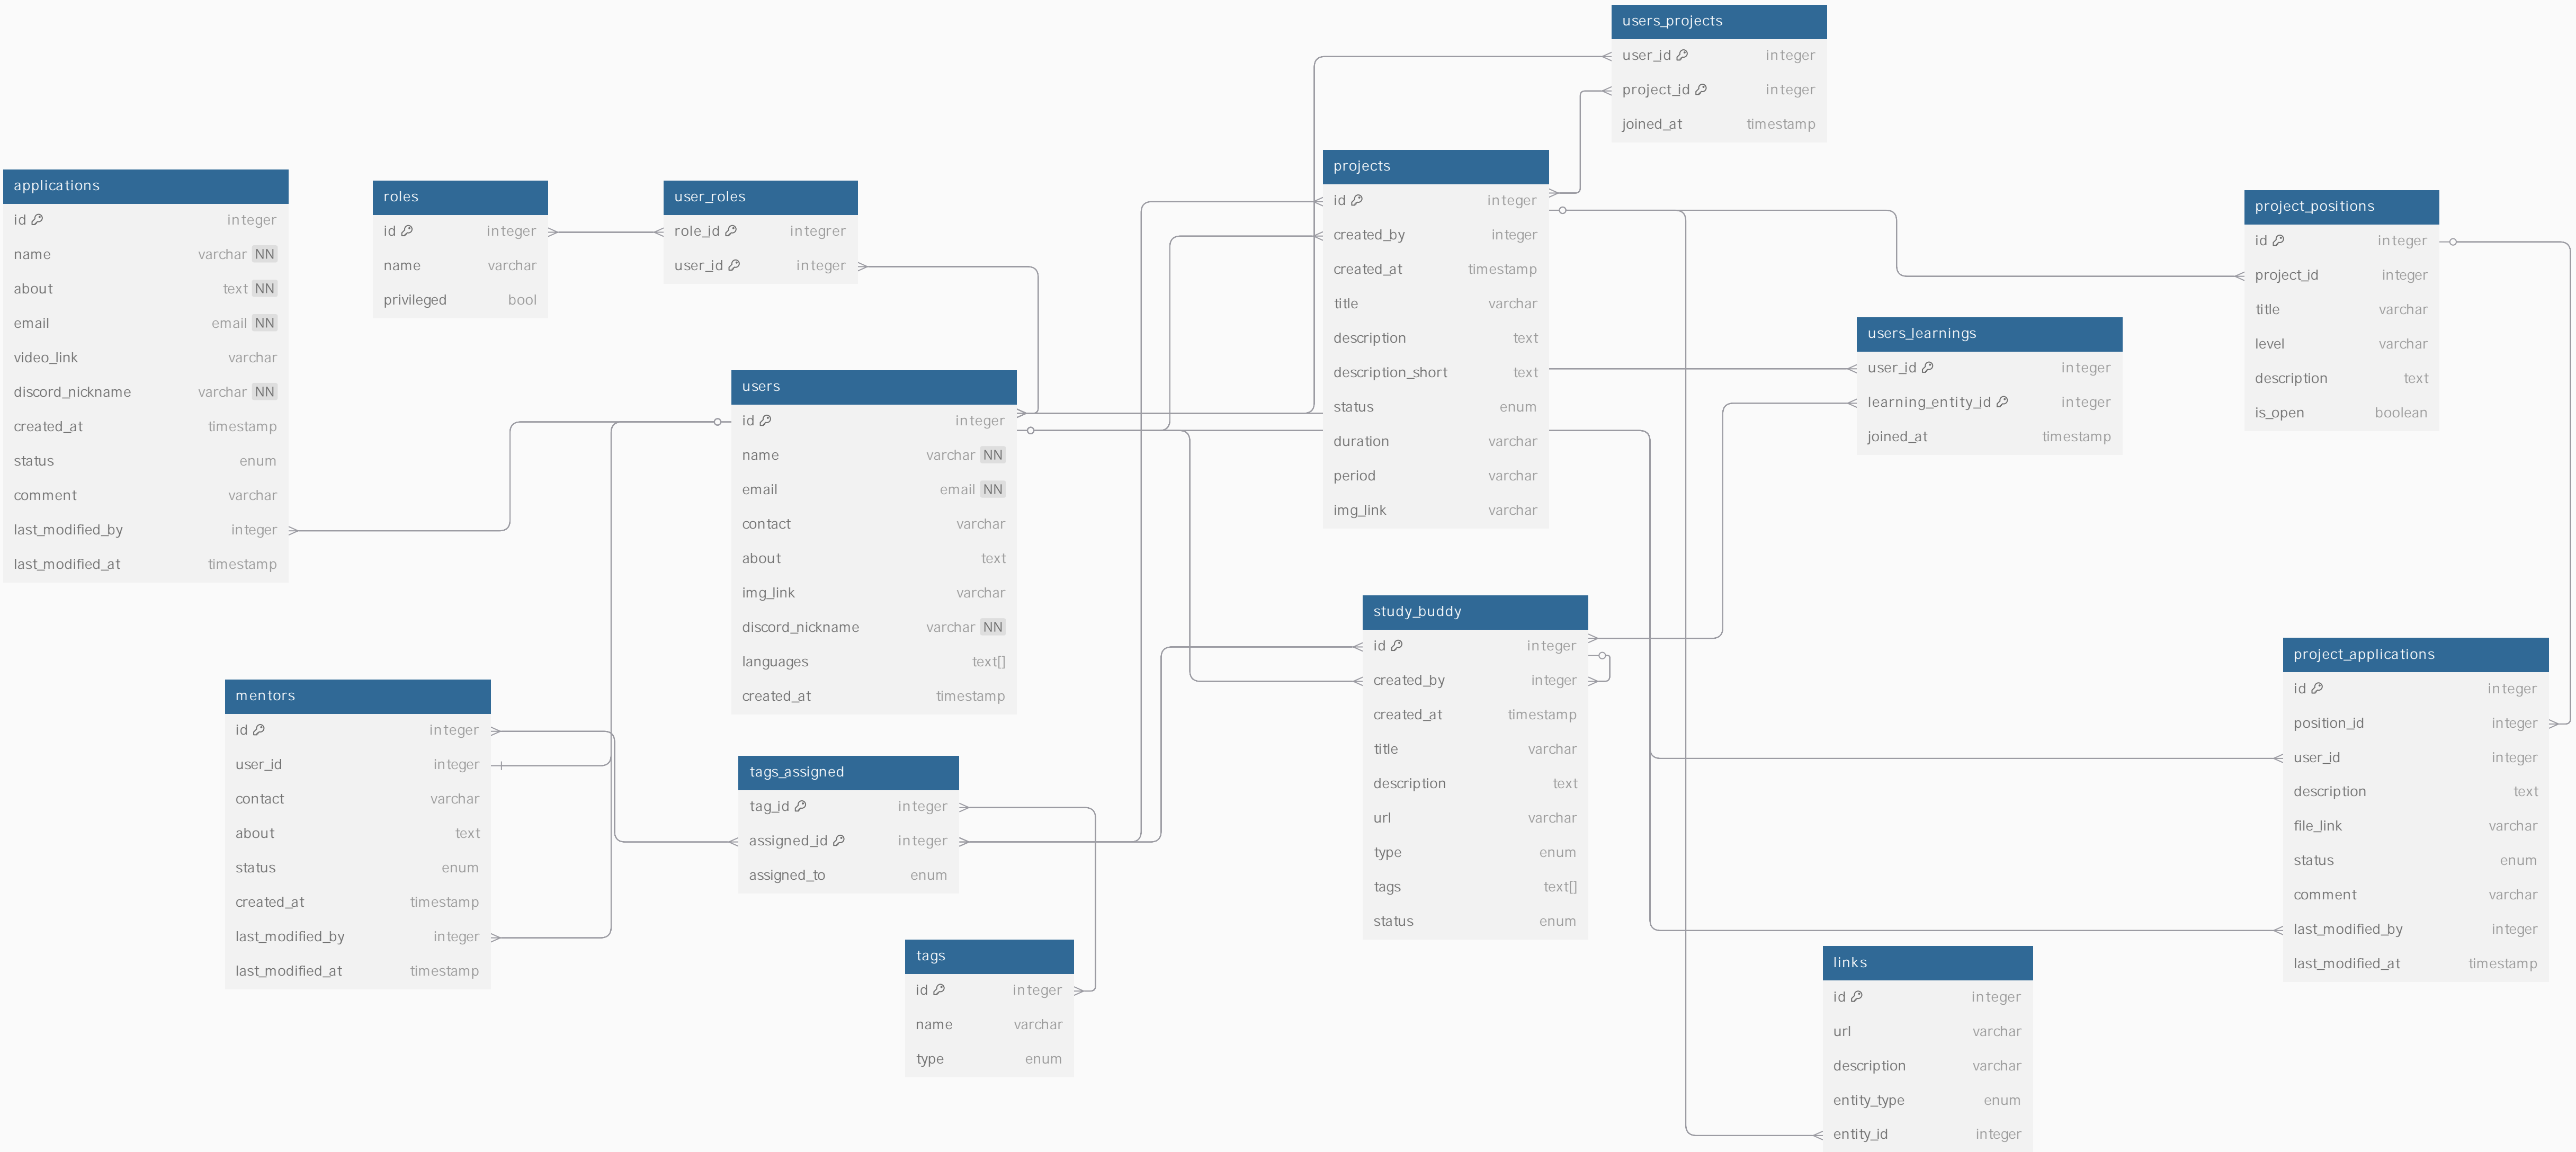 users_projects
user_id integer
project_id integer
joined_at timestamp
projects
id integer
created_by integer
created_at timestamp
title varchar
description text
description_short text
status enum
duration varchar
period varchar
img_link varchar
applications
id integer
name varchar NN
about text NN
email email NN
video_link varchar
discord_nickname varchar NN
created_at timestamp
status enum
comment varchar
last_modified_by integer
last_modified_at timestamp
roles
id integer
name varchar
privileged bool
user_roles
role_id integrer
user_id integer
project_positions
id integer
project_id integer
title varchar
level varchar
description text
is_open boolean
users_learnings
user_id integer
learning_entity_id integer
joined_at timestamp
users
id integer
name varchar NN
email email NN
contact varchar
about text
img_link varchar
discord_nickname varchar NN
languages text[]
created_at timestamp
study_buddy
id integer
created_by integer
created_at timestamp
title varchar
description text
url varchar
type enum
tags text[]
status enum
project_applications
id integer
position_id integer
user_id integer
description text
file_link varchar
status enum
comment varchar
last_modified_by integer
last_modified_at timestamp
mentors
id integer
user_id integer
contact varchar
about text
status enum
created_at timestamp
last_modified_by integer
last_modified_at timestamp
tags_assigned
tag_id integer
assigned_id integer
assigned_to enum
tags
id integer
name varchar
type enum
links
id integer
url varchar
description varchar
entity_type enum
entity_id integer